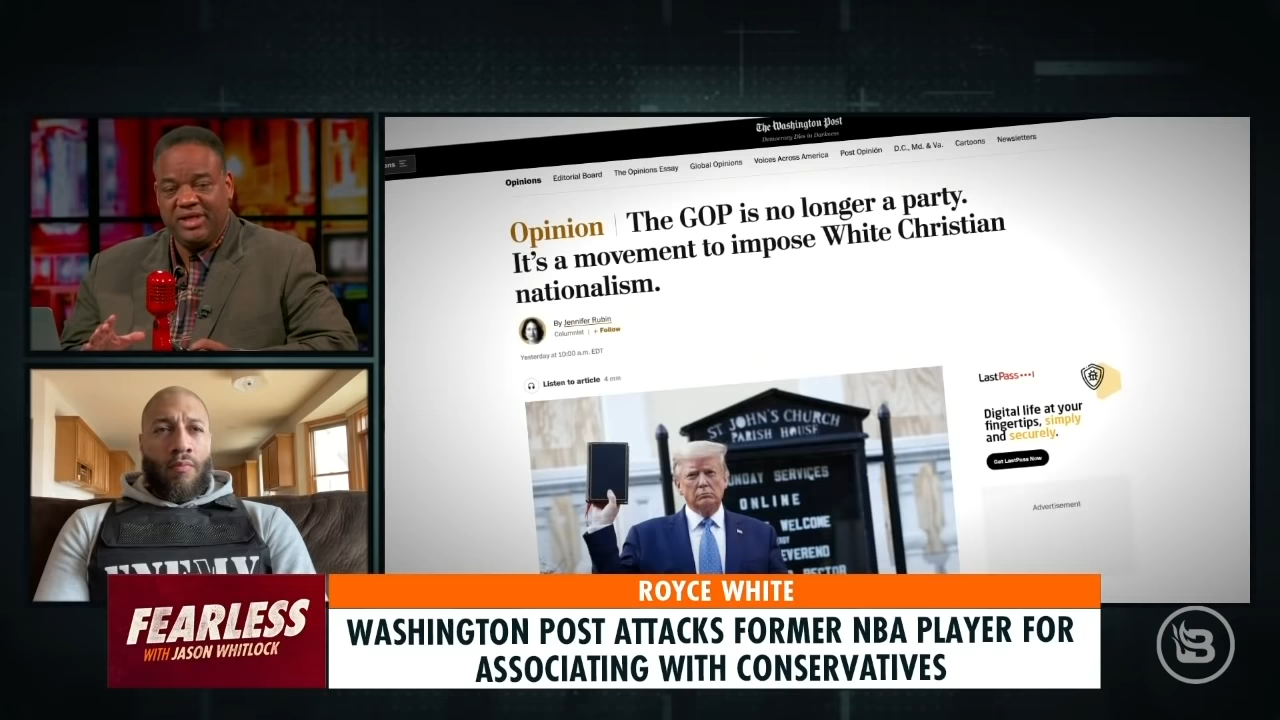 The Washington Post
Democracy Dies in Darkness
Opinions
Editorial Board
The Opinions Essay
Global Opinions
Voices Across America
Post Opinión
D.C., Md. & Va.
Cartoons
Newsletters
Opinion | The GOP is no longer a party.
It's a movement to impose White Christian
nationalism.
By Jennifer Rubin
Columnist | + Follow
Yesterday at 10:00 a.m. EDT
Listen to article 4 min
LastPass
Digital life at your
fingertips, simply
and securely.
Get LastPass Now
Advertisement
ST JOHN'S CHURCH
PARISH HOUSE
SERVICES
ONLINE
WELCOME
ENEMY
FEARLESS
WITH JASON WHITLOCK
ROYCE WHITE
WASHINGTON POST ATTACKS FORMER NBA PLAYER FOR
ASSOCIATING WITH CONSERVATIVES
B